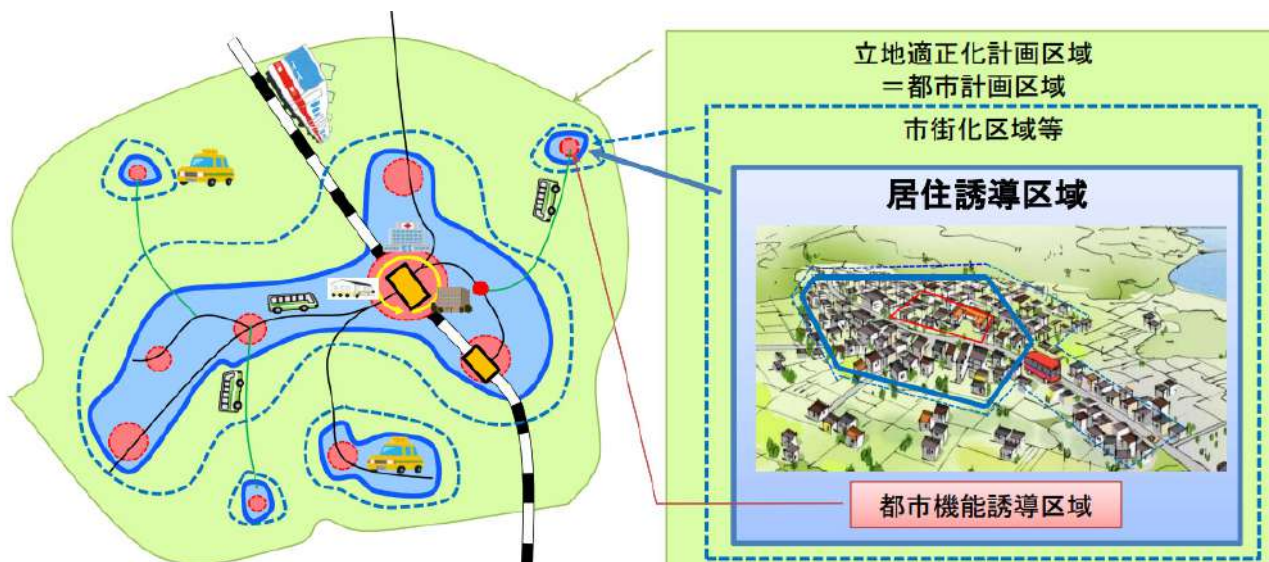 立地適正化計画区域
＝都市計画区域
市街化区域等
居住誘導区域
都市機能誘導区域